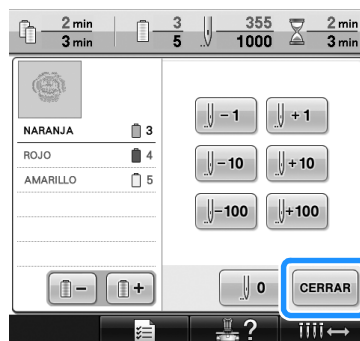 2 min 3 355 2 min
3 min 5 1000 3 min
NARANJA 3
ROJO 4
AMARILLO 5
-1 +1
-10 +10
-100 +100
- + 0 CERRAR
?